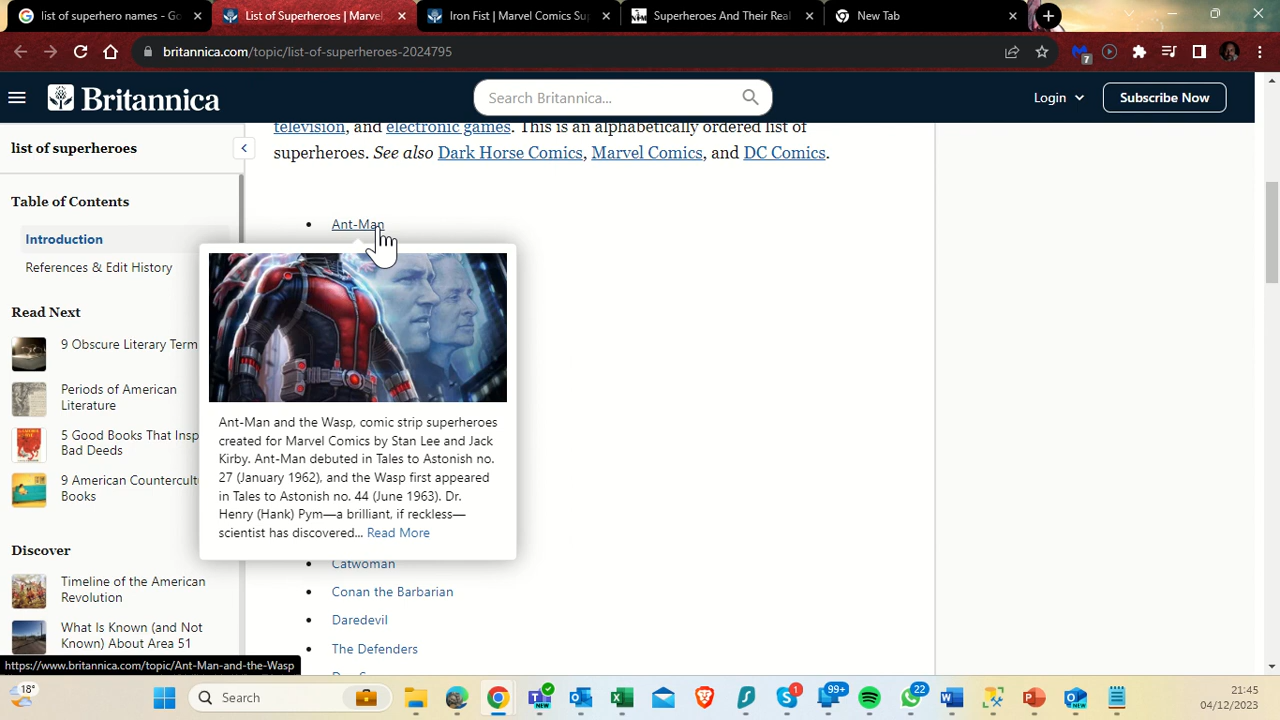 list of superhero names - Go
List of Superheroes | Marvel
Iron Fist | Marvel Comics Su
Superheroes And Their Real
New Tab
britannica.com/topic/list-of-superheroes-2024795
7
Britannica
Search Britannica...
Login
Subscribe Now
list of superheroes
Table of Contents
Introduction
References & Edit History
Read Next
9 Obscure Literary Term
Periods of American
Literature
5 Good Books That Insp
Bad Deeds
9 American Countercult
Books
Discover
Timeline of the American
Revolution
What Is Known (and Not
Known) About Area 51
television, and electronic games. This is an alphabetically ordered list of
superheroes. See also Dark Horse Comics, Marvel Comics, and DC Comics.
Ant-Man
Ant-Man and the Wasp, comic strip superheroes
created for Marvel Comics by Stan Lee and Jack
Kirby. Ant-Man debuted in Tales to Astonish no.
27 (January 1962), and the Wasp first appeared
in Tales to Astonish no. 44 (June 1963). Dr.
Henry (Hank) Pym—a brilliant, if reckless—
scientist has discovered... Read More
Catwoman
Conan the Barbarian
Daredevil
The Defenders
https://www.britannica.com/topic/Ant-Man-and-the-Wasp
18°
Search
NEW
1
99+
22
NEW
21:45
04/12/2023